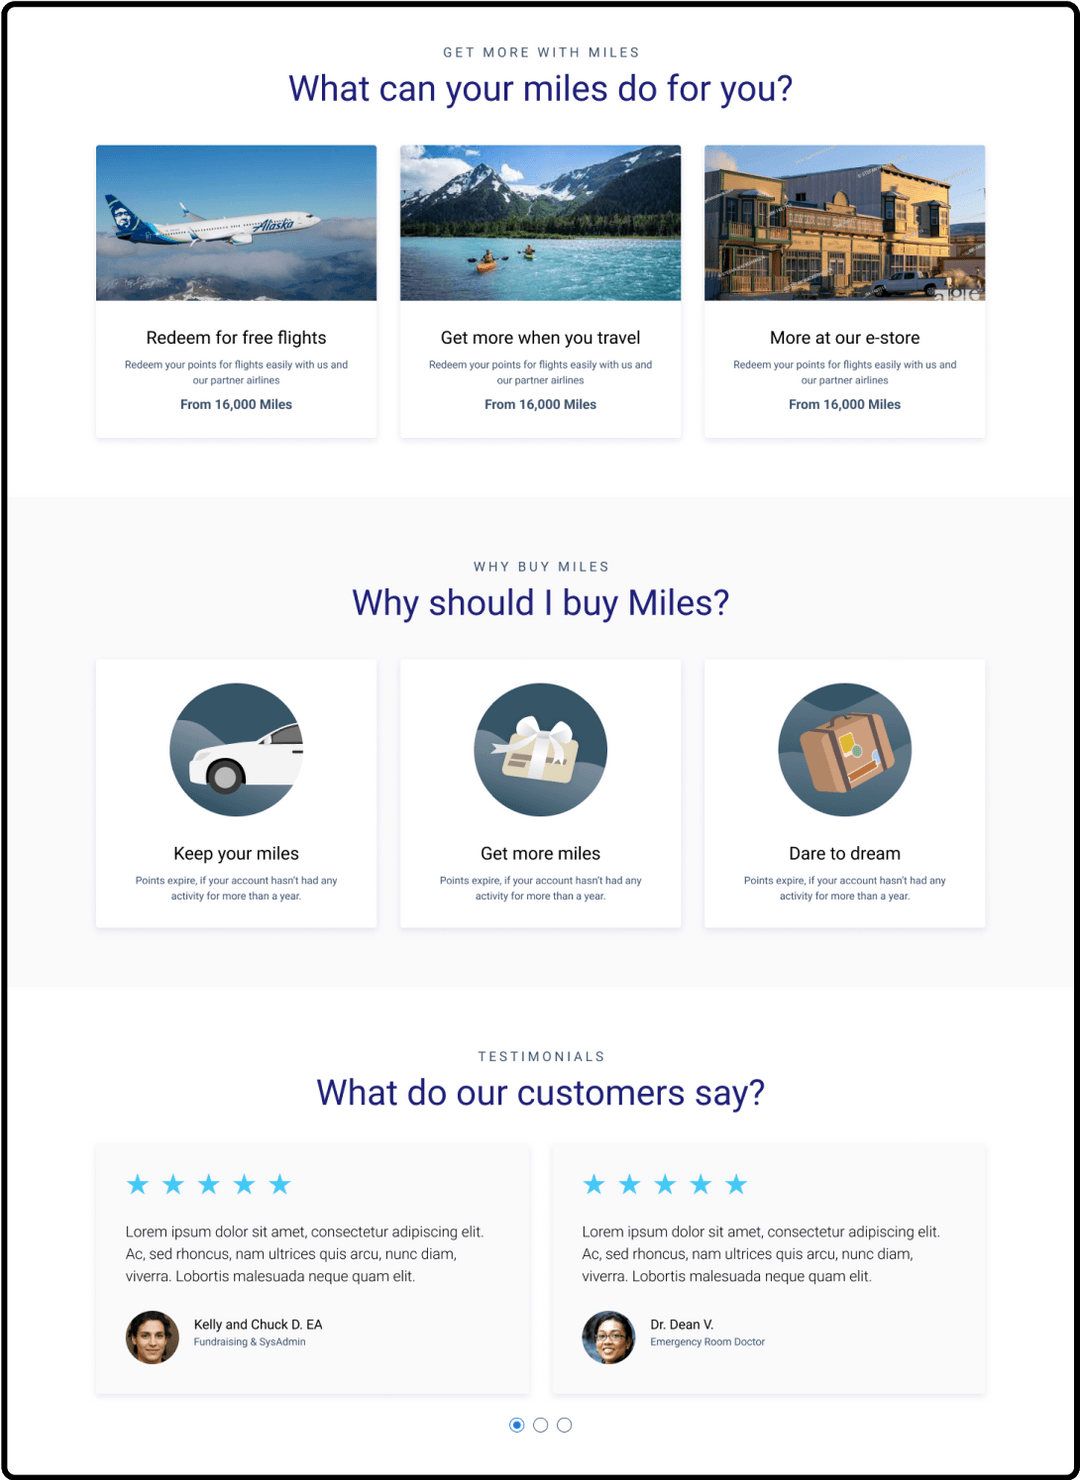 GET MORE WITH MILES
What can your miles do for you?
Alaska
Redeem for free flights
Redeem your points for flights easily with us and
our partner airlines
From 16,000 Miles
Get more when you travel
Redeem your points for flights easily with us and
our partner airlines
From 16,000 Miles
More at our e-store
Redeem your points for flights easily with us and
our partner airlines
From 16,000 Miles
WHY BUY MILES
Why should I buy Miles?
Keep your miles
Points expire, if your account hasn't had any
activity for more than a year.
Get more miles
Points expire, if your account hasn't had any
activity for more than a year.
Dare to dream
Points expire, if your account hasn't had any
activity for more than a year.
TESTIMONIALS
What do our customers say?
Lorem ipsum dolor sit amet, consectetur adipiscing elit.
Ac, sed rhoncus, nam ultrices quis arcu, nunc diam,
viverra. Lobortis malesuada neque quam elit.
Kelly and Chuck D. EA
Fundraising & SysAdmin
Lorem ipsum dolor sit amet, consectetur adipiscing elit.
Ac, sed rhoncus, nam ultrices quis arcu, nunc diam,
viverra. Lobortis malesuada neque quam elit.
Dr. Dean V.
Emergency Room Doctor